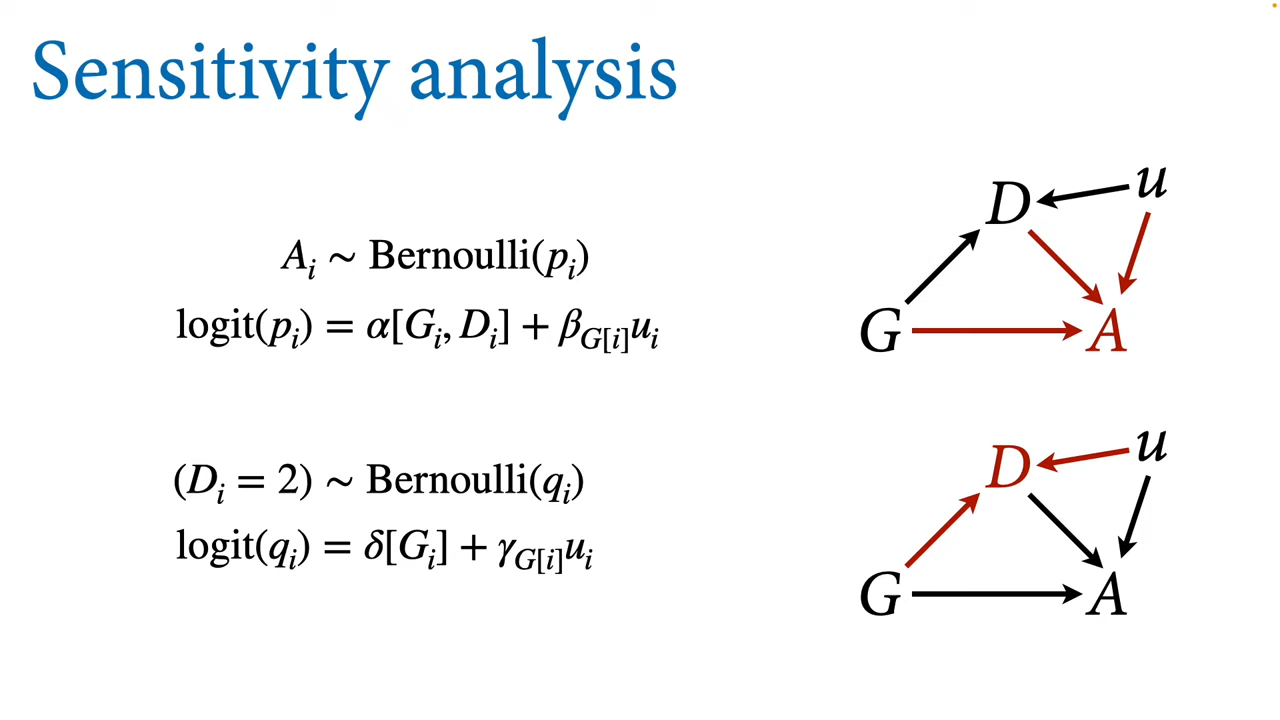 Sensitivity analysis
A_i ∼ Bernoulli(p_i)
logit(p_i) = α[G_i, D_i] + β_{G[i]}u_i
D
u
G
A
(D_i = 2) ∼ Bernoulli(q_i)
logit(q_i) = δ[G_i] + γ_{G[i]}u_i
D
u
G
A